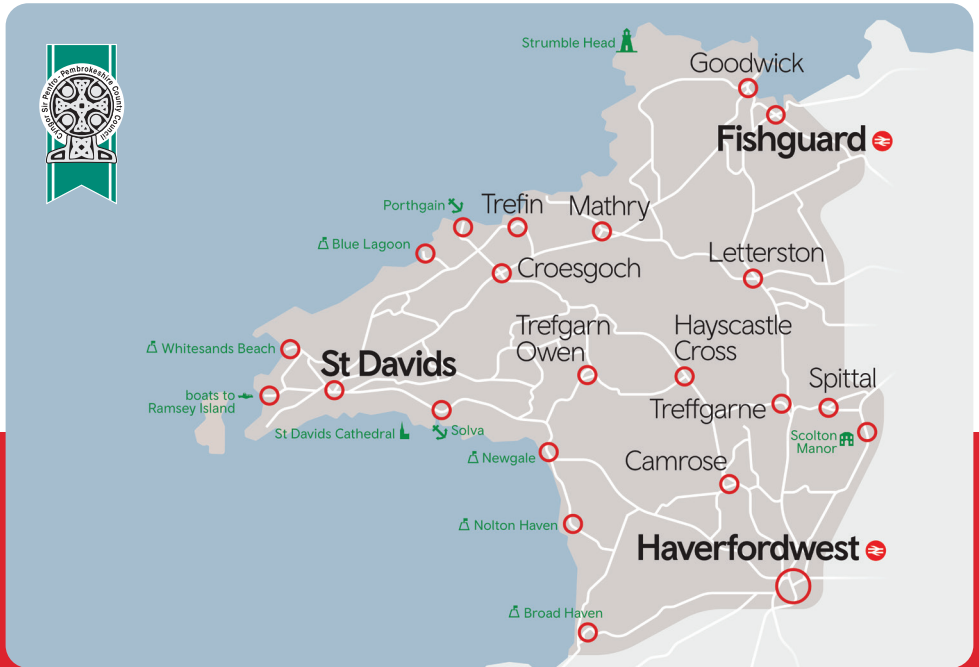 Cyngor Sir Penfro - Pembrokeshire County Council
Strumble Head
Goodwick
Fishguard
Porthgain
Trefin
Mathry
Blue Lagoon
Croesgoch
Letterston
Trefgarn
Owen
Hayscastle
Cross
Whitesands Beach
St Davids
Spittal
boats to
Ramsey Island
Treffgarne
St Davids Cathedral
Solva
Scolton
Manor
Newgale
Camrose
Nolton Haven
Haverfordwest
Broad Haven